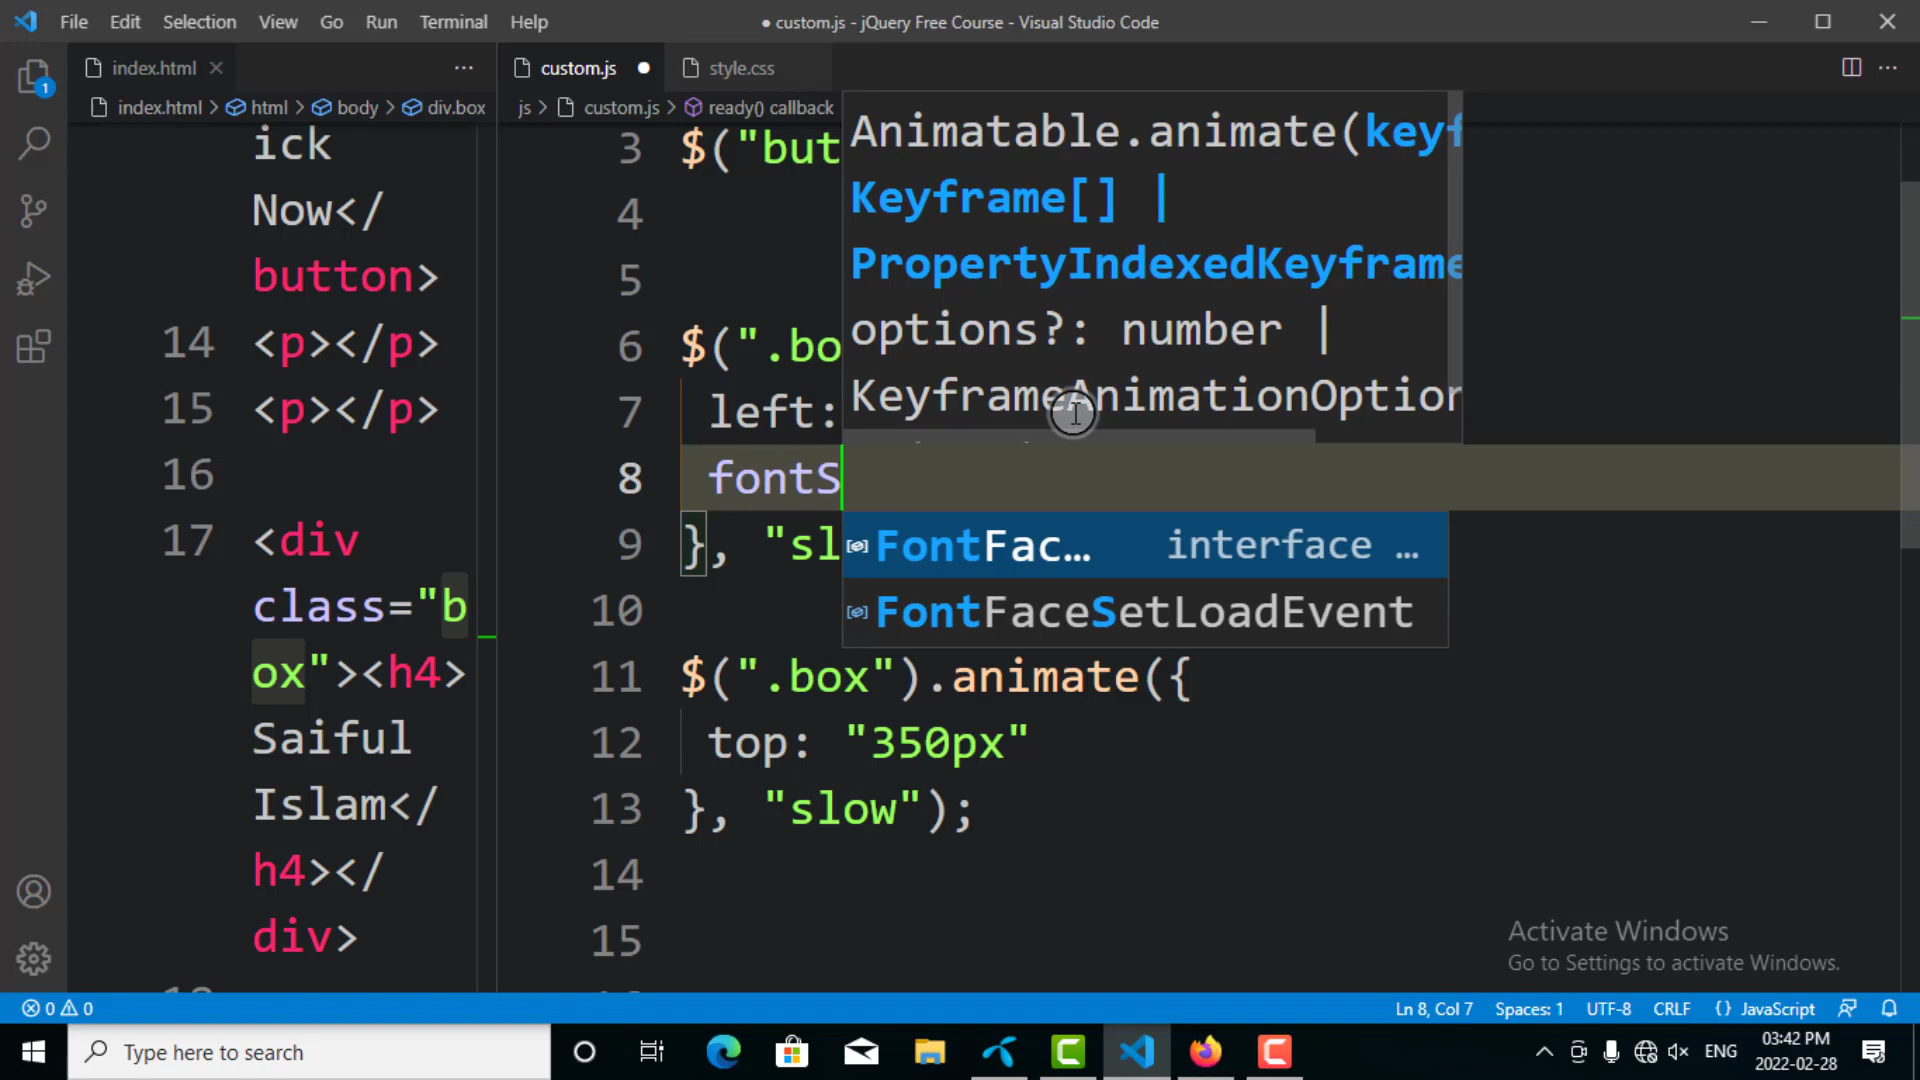 File Edit Selection View Go Run Terminal Help
● custom.js - jQuery Free Course - Visual Studio Code
index.html
custom.js ●
style.css
index.html > html > body > div.box
js > custom.js > ready() callback
1
ick
Now</
button>
14 <p></p>
15 <p></p>
16
17 <div
class="b
ox"><h4>
Saiful
Islam</
h4></
div>
3 $("but
4
5
6 $(".bo
7 left:
8 fontS
9 }, "sl
10
11 $(".box").animate({
12 top: "350px"
13 }, "slow");
14
15
Animatable.animate(keyf
Keyframe[] |
PropertyIndexedKeyframe
options?: number |
KeyframeAnimationOption
FontFac… interface …
FontFaceSetLoadEvent
Activate Windows
Go to Settings to activate Windows.
0 0
Ln 8, Col 7 Spaces: 1 UTF-8 CRLF {} JavaScript
Type here to search
ENG
03:42 PM
2022-02-28